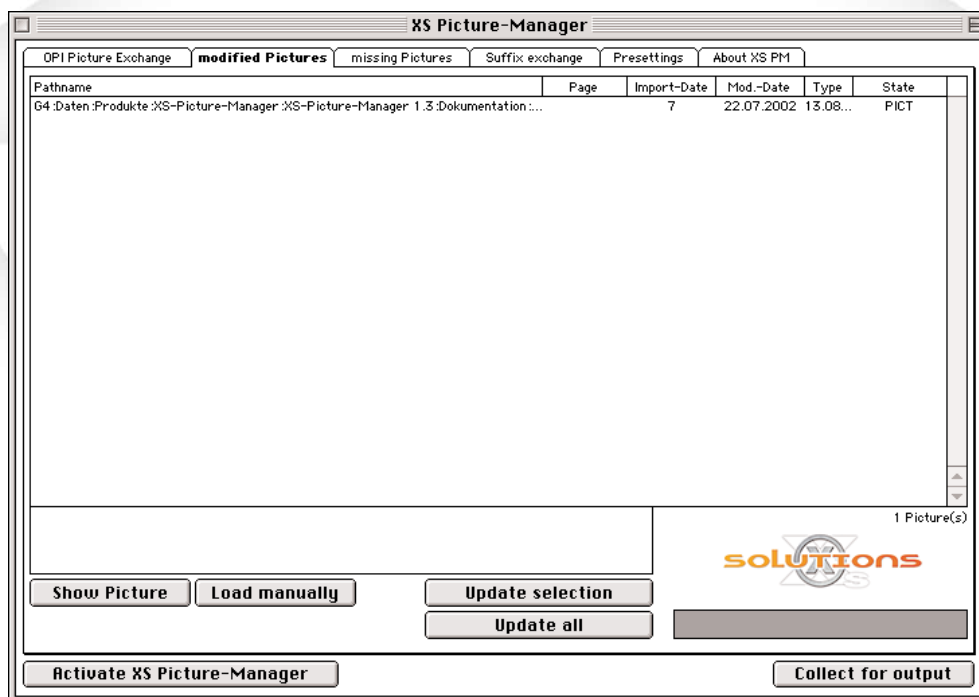 XS Picture-Manager
OPI Picture Exchange modified Pictures missing Pictures Suffix exchange Presettings About XS PM
Pathname Page Import-Date Mod.-Date Type State
G4:Daten:Produkte:XS-Picture-Manager:XS-Picture-Manager 1.3:Dokumentation:... 7 22.07.2002 13.08... PICT
1 Picture(s)
solUTIons
XS
Show Picture Load manually Update selection
Update all
Activate XS Picture-Manager Collect for output